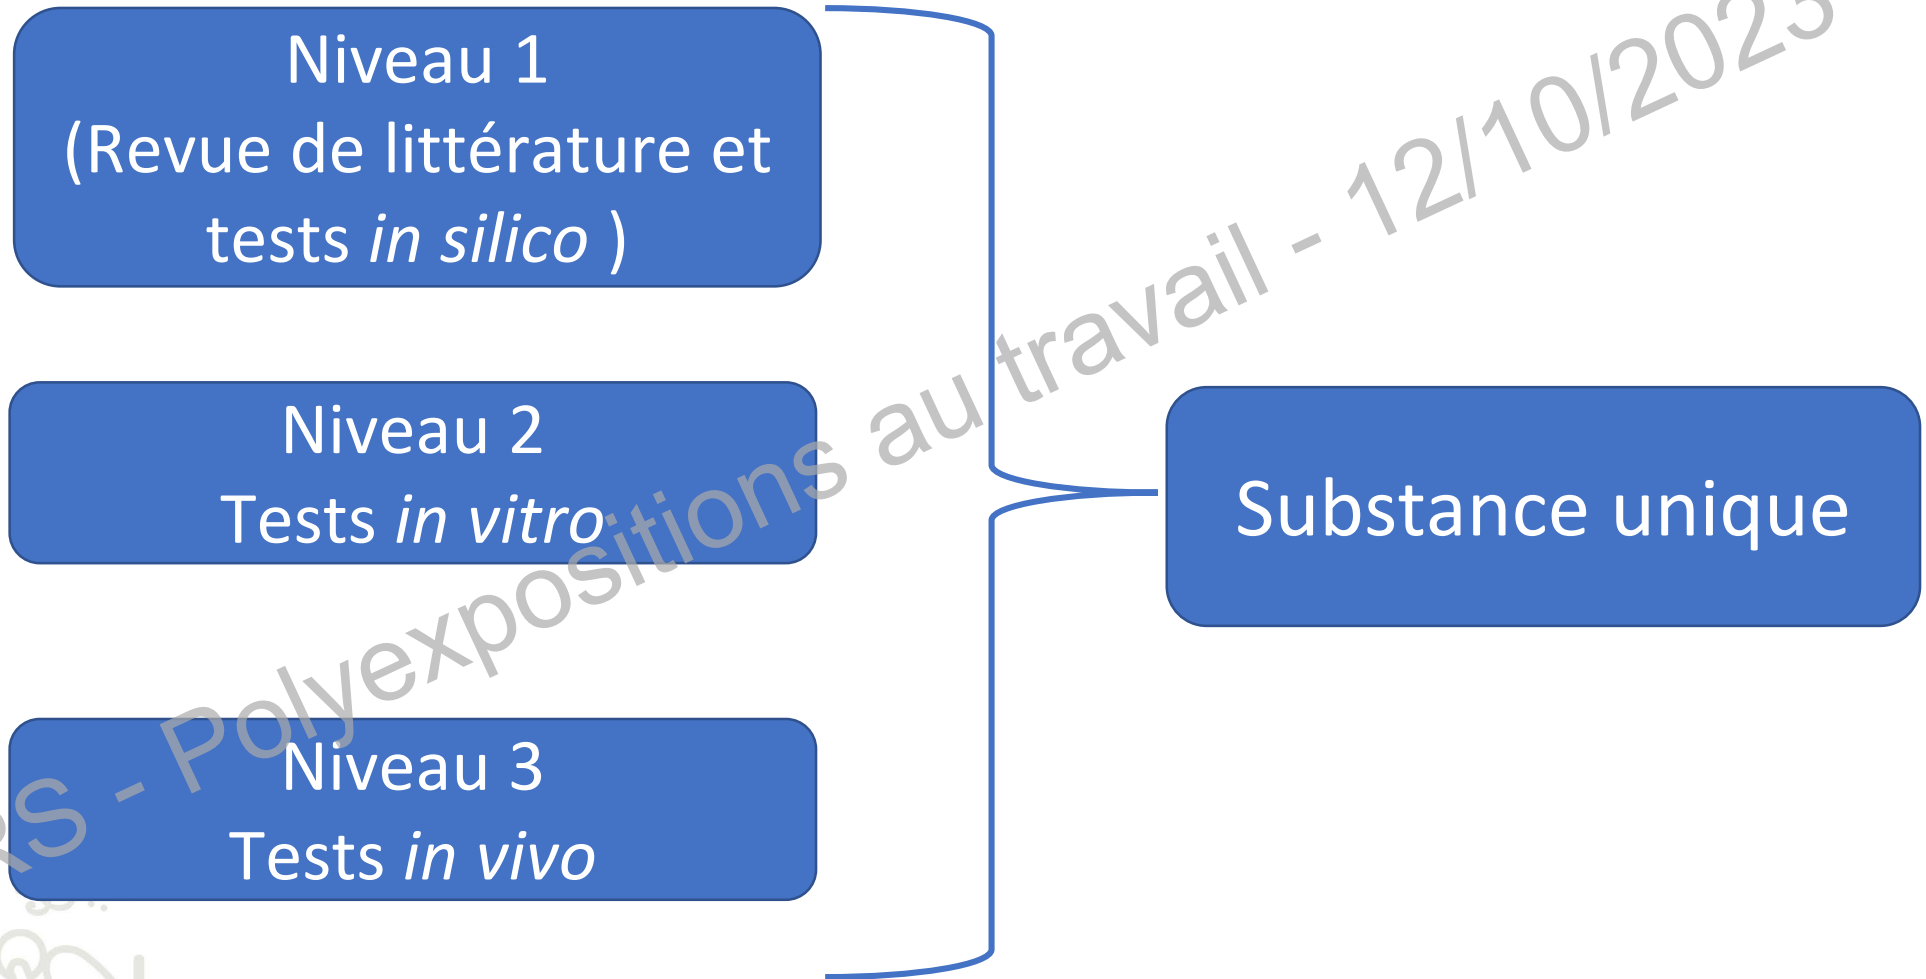 Niveau 1
(Revue de littérature et
tests in silico )
Niveau 2
Tests in vitro
Niveau 3
Tests in vivo
Substance unique
- Polyexpositions au travail - 12/10/2023